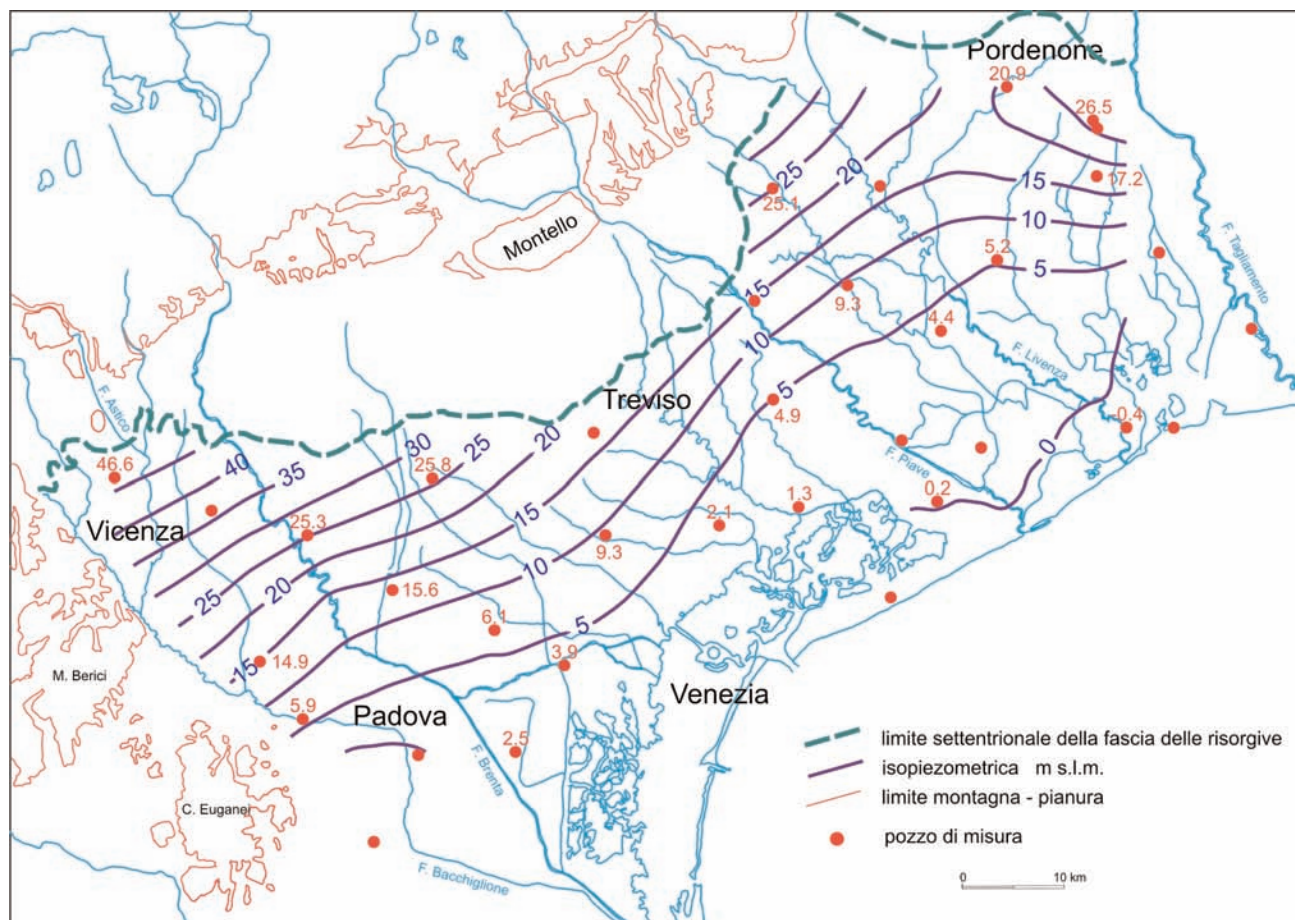 Pordenone
20.9
26.5
25
20
25.1
15
17.2
Montello
10
F. Tagliamento
5.2
5
15
9.3
4.4
F. Livenza
10
F. Astico
Treviso
5
4.9
0.4
0
40
35
30
25
20
46.6
25.8
F. Piave
Vicenza
0.2
1.3
15
2.1
25.3
9.3
10
25
20
15.6
6.1
5
15
14.9
3.9
M. Berici
Venezia
5.9
Padova
2.5
F. Brenta
C. Euganei
F. Bacchiglione
limite settentrionale della fascia delle risorgive
isopiezometrica m s.l.m.
limite montagna - pianura
pozzo di misura
0 10 km